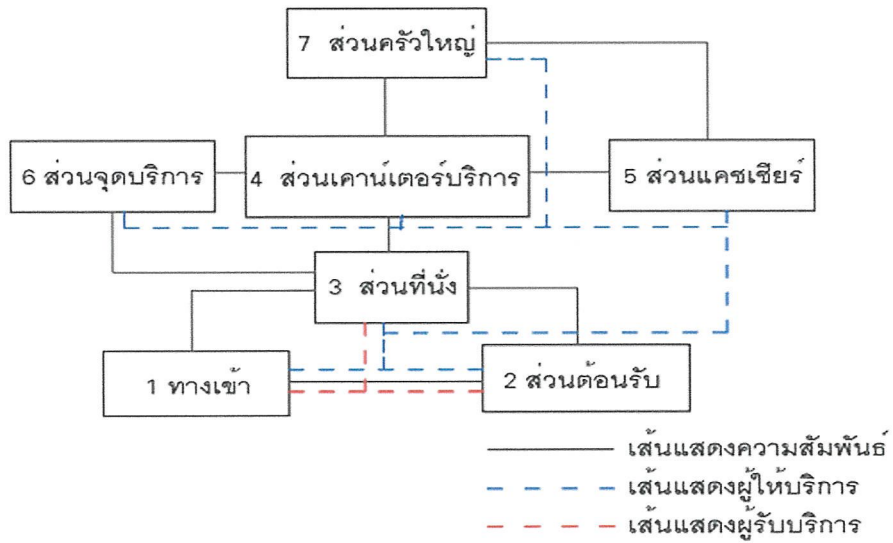 7 ส่วนครัวใหญ่
6 ส่วนจุดบริการ
4 ส่วนเคาน์เตอร์บริการ
5 ส่วนแคชเชียร์
3 ส่วนที่นั่ง
1 ทางเข้า
2 ส่วนต้อนรับ
เส้นแสดงความสัมพันธ์
เส้นแสดงผู้ให้บริการ
เส้นแสดงผู้รับบริการ